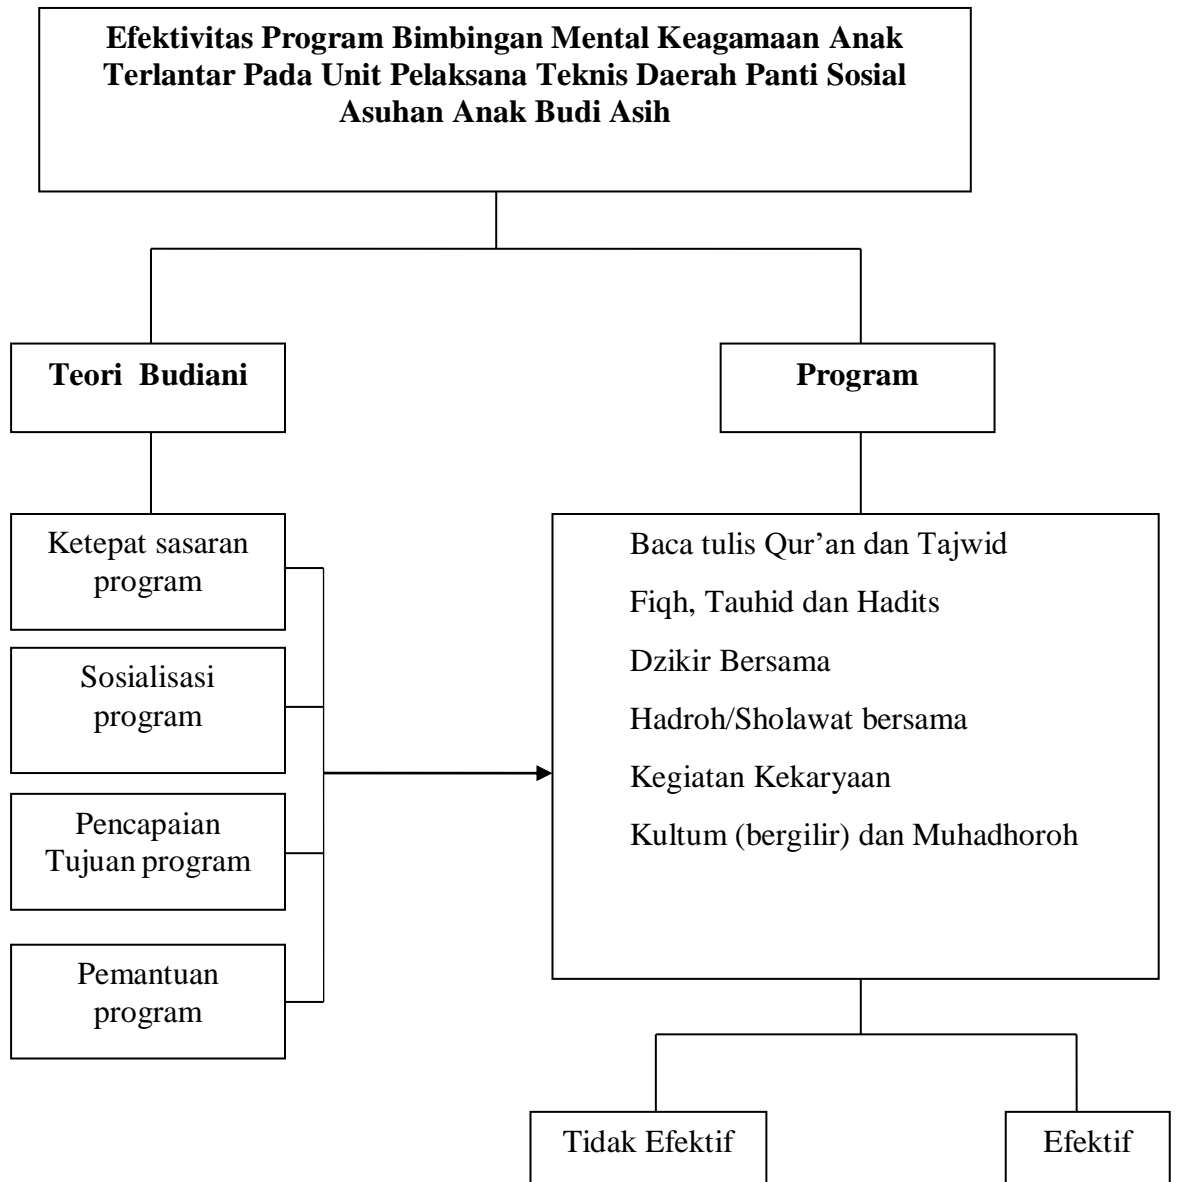 Efektivitas Program Bimbingan Mental Keagamaan Anak
Terlantar Pada Unit Pelaksana Teknis Daerah Panti Sosial
Asuhan Anak Budi Asih
Teori Budiani
Program
Ketepat sasaran
program
Sosialisasi
program
Pencapaian
Tujuan program
Pemantuan
program
Baca tulis Qur’an dan Tajwid
Fiqh, Tauhid dan Hadits
Dzikir Bersama
Hadroh/Sholawat bersama
Kegiatan Kekaryaan
Kultum (bergilir) dan Muhadhoroh
Tidak Efektif
Efektif